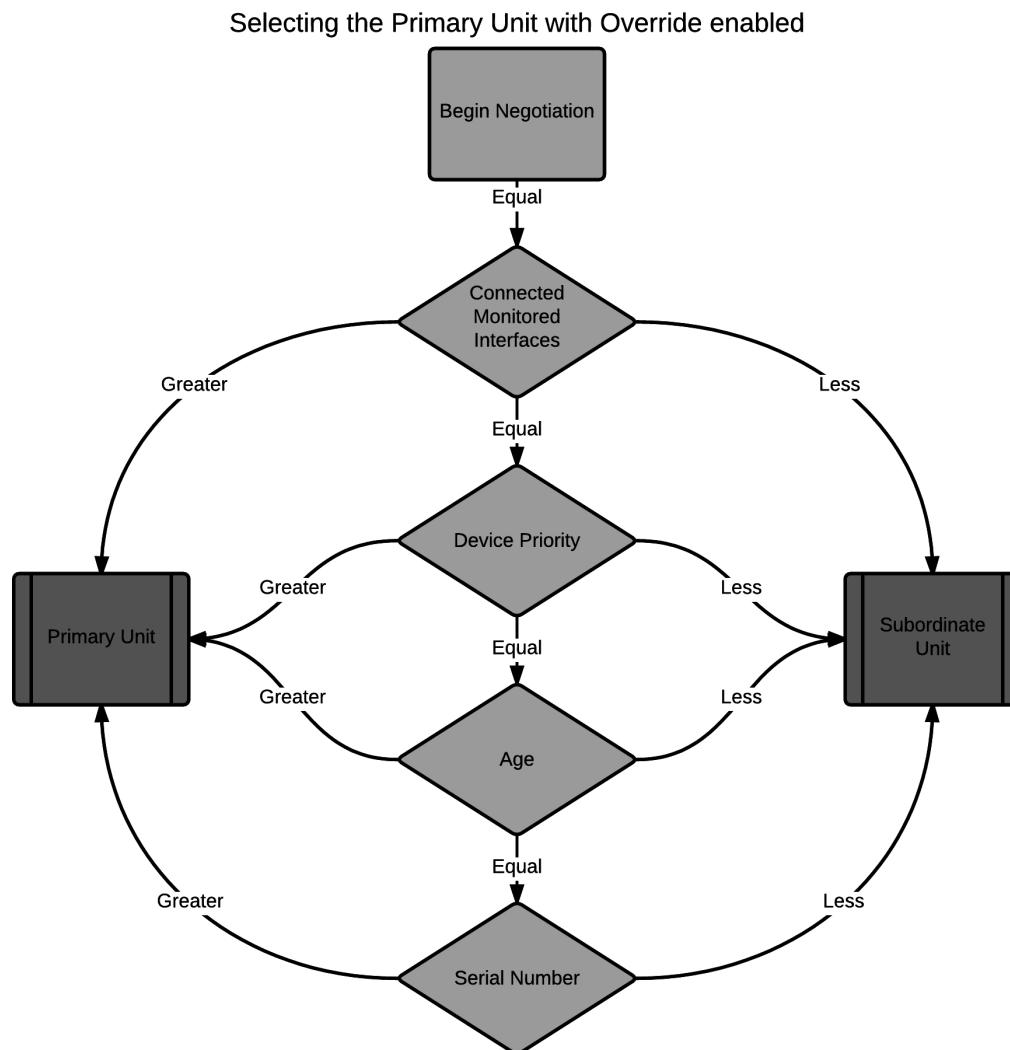 Selecting the Primary Unit with Override enabled
Begin Negotiation
Equal
Connected
Monitored
Interfaces
Greater
Less
Equal
Device Priority
Greater
Less
Primary Unit
Subordinate
Unit
Equal
Greater
Less
Age
Equal
Greater
Less
Serial Number